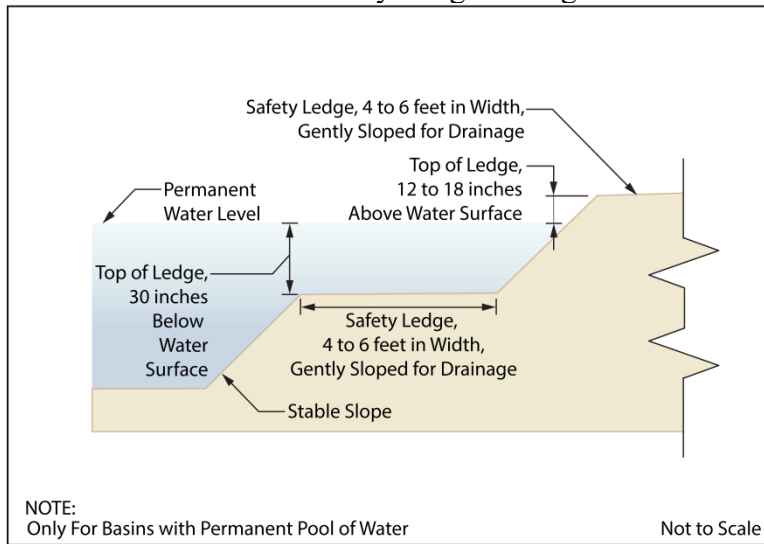 Safety Ledge, 4 to 6 feet in Width,
Gently Sloped for Drainage
Top of Ledge,
12 to 18 inches
Above Water Surface
Permanent
Water Level
Top of Ledge,
30 inches
Below
Water
Surface
Safety Ledge,
4 to 6 feet in Width,
Gently Sloped for Drainage
Stable Slope
NOTE:
Only For Basins with Permanent Pool of Water
Not to Scale